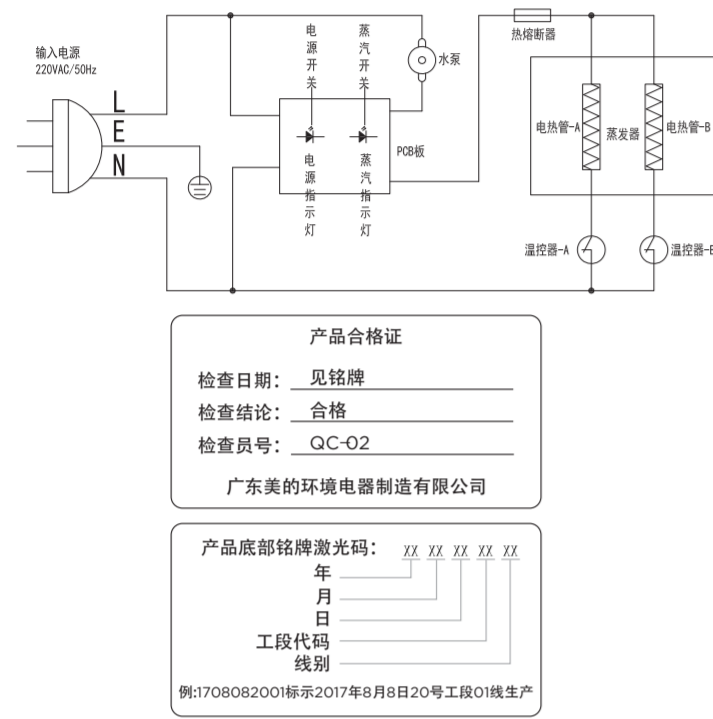 输入电源
220VAC/50Hz
L
E
N
电源开关
蒸汽开关
电源指示灯
蒸汽指示灯
水泵
PCB板
热熔断器
电热管-A
蒸发器
电热管-B
温控器-A
温控器-B
产品合格证
检查日期： 见铭牌
检查结论： 合格
检查员号： QC-02
广东美的环境电器制造有限公司
产品底部铭牌激光码： XX XX XX XX XX
年
月
日
工段代码
线别
例:1708082001标示2017年8月8日20号工段01线生产